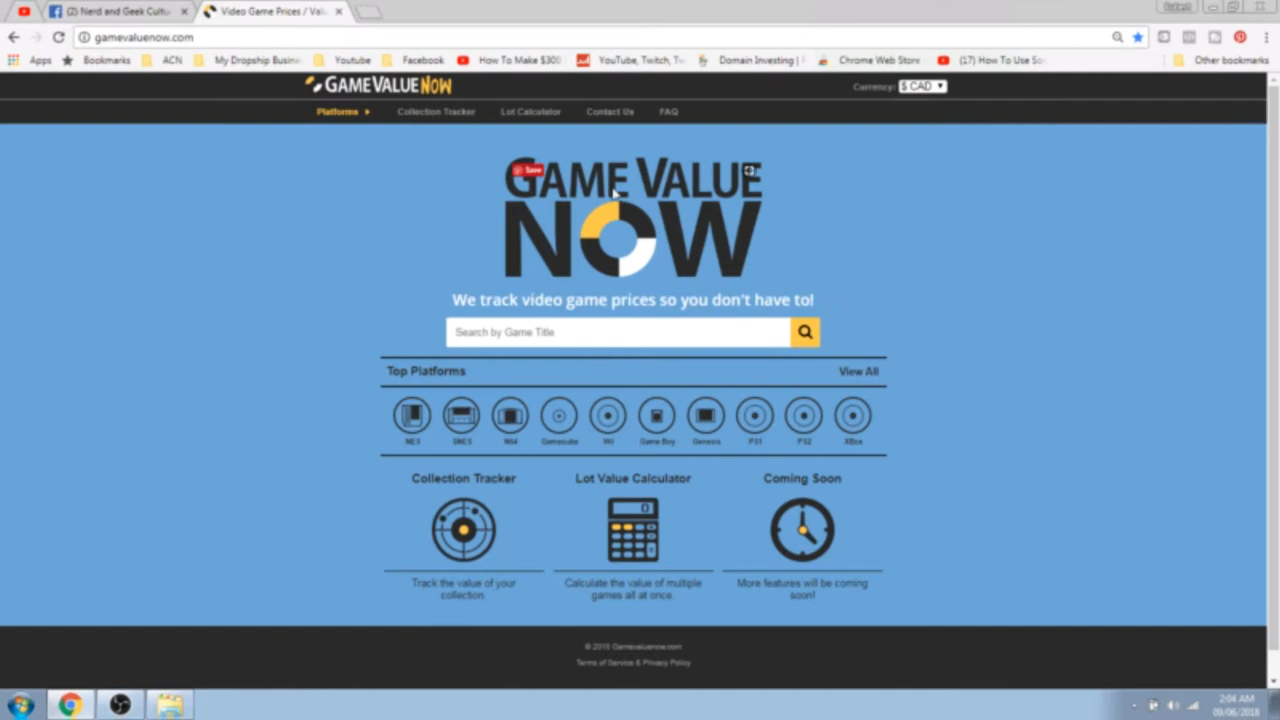 (2) Nerd and Geek Cultu
Video Game Prices / Valu
gamevaluenow.com
Apps
Bookmarks
ACN
My Dropship Busine
Youtube
Facebook
How To Make $300
YouTube, Twitch, Tw
Domain Investing |
Chrome Web Store
(17) How To Use So
Other bookmarks
GAMEVALUENOW
Currency: $ CAD
Platforms
Collection Tracker
Lot Calculator
Contact Us
FAQ
Save
GAME VALUE
NOW
We track video game prices so you don't have to!
Search by Game Title
Top Platforms
View All
NES
SNES
N64
Gamecube
Wii
Game Boy
Genesis
PS1
PS2
XBox
Collection Tracker
Lot Value Calculator
Coming Soon
0
Track the value of your
collection.
Calculate the value of multiple
games all at once.
More features will be coming
soon!
© 2018 Gamevaluenow.com
Terms of Service & Privacy Policy
2:04 AM
09/06/2018